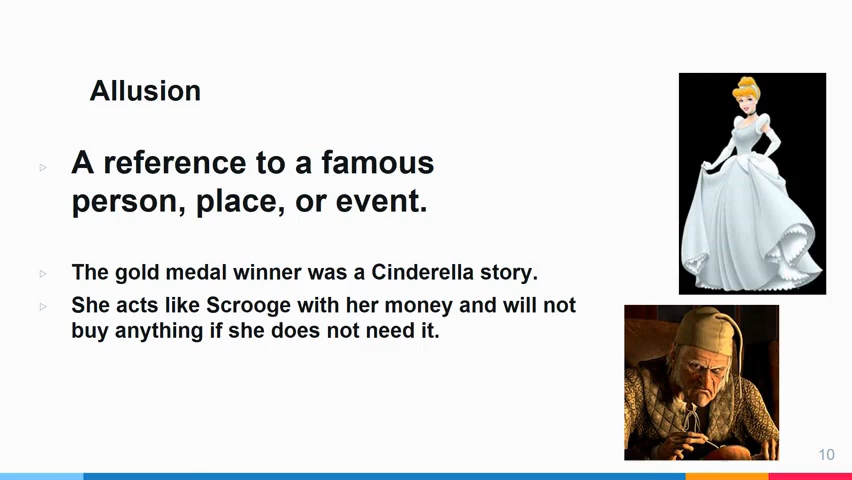 Allusion
A reference to a famous
person, place, or event.
The gold medal winner was a Cinderella story.
She acts like Scrooge with her money and will not
buy anything if she does not need it.
10